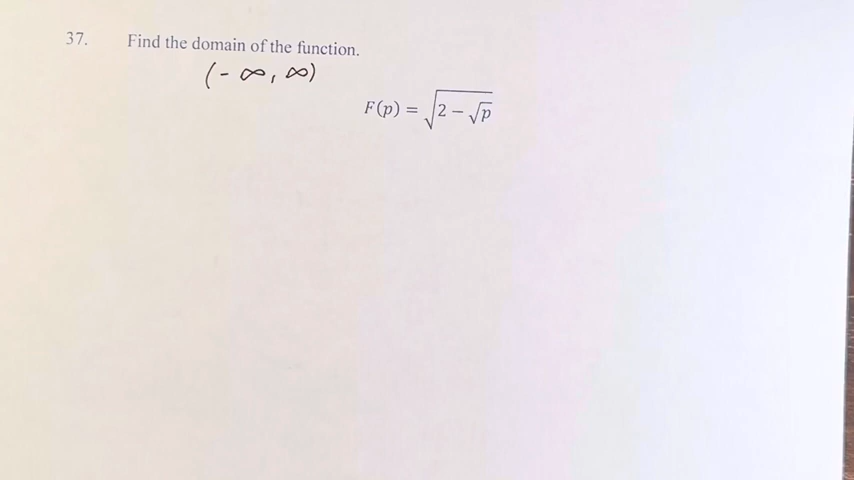 37. Find the domain of the function.
(-∞, ∞)
F(p) = √(2 − √p)